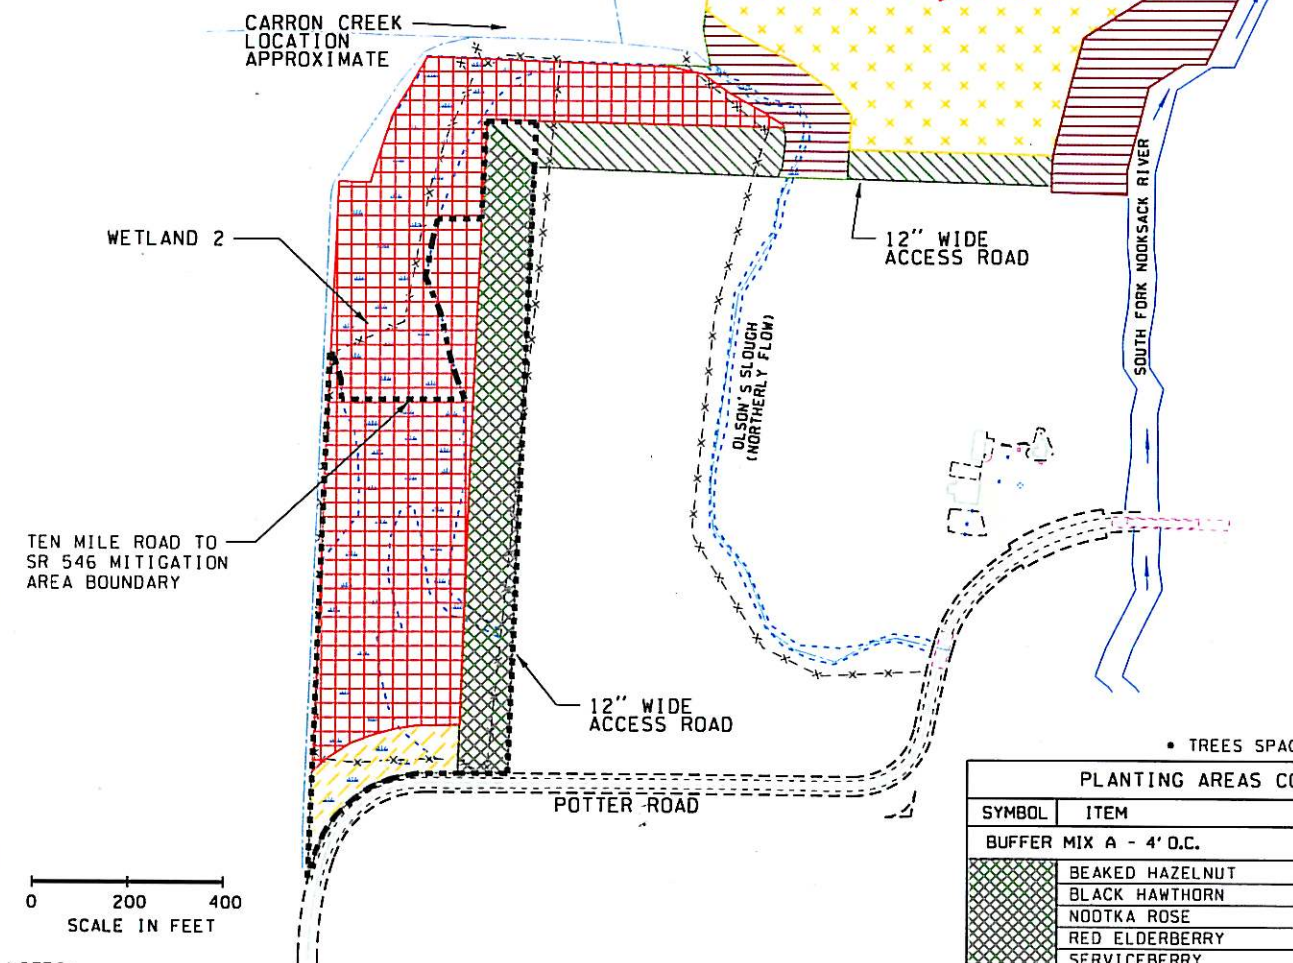 CARRON CREEK
LOCATION
APPROXIMATE
WETLAND 2
12" WIDE
ACCESS ROAD
SOUTH FORK NOOKSACK RIVER
OLSON'S SLOUGH
(NORTHERLY FLOW)
TEN MILE ROAD TO
SR 546 MITIGATION
AREA BOUNDARY
12" WIDE
ACCESS ROAD
POTTER ROAD
• TREES SPAC
PLANTING AREAS CO
SYMBOL ITEM
BUFFER MIX A - 4' O.C.
BEAKED HAZELNUT
BLACK HAWTHORN
NOOTKA ROSE
RED ELDERBERRY
SERVICEBERRY
0 200 400
SCALE IN FEET